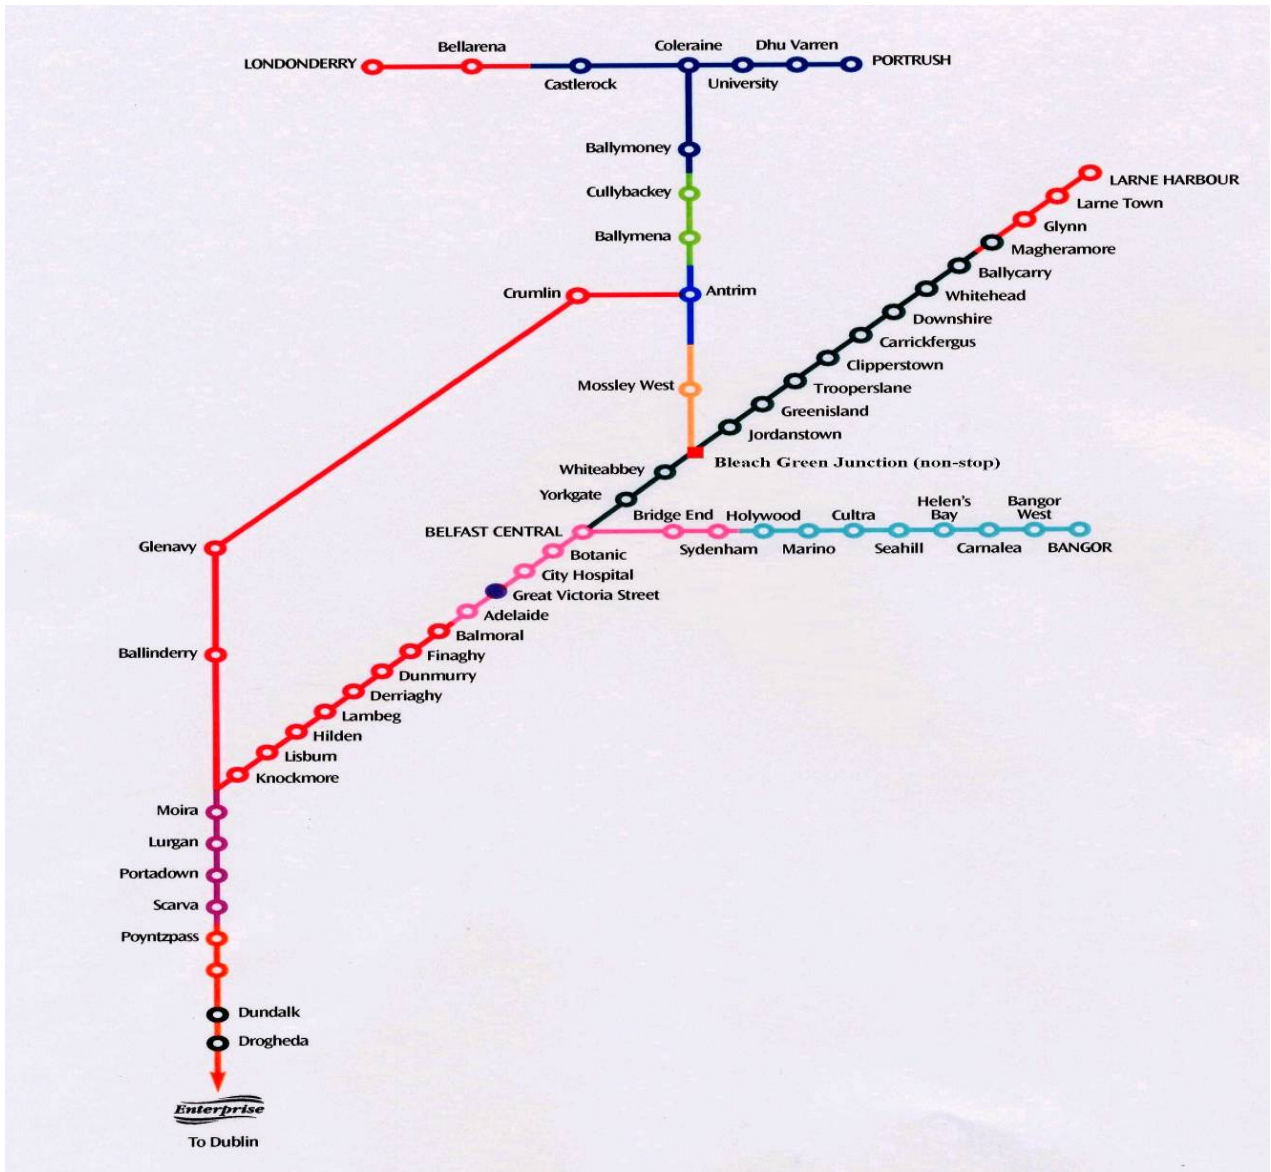 Bellarena
Coleraine
Dhu Varren
LONDONDERRY
PORTRUSH
Castlerock
University
Ballymoney
Cullybackey
Ballymena
Crumlin
Antrim
Mossley West
LARNE HARBOUR
Larne Town
Glynn
Magheramore
Ballycarry
Whitehead
Downshire
Carrickfergus
Clipperstown
Trooperslane
Greenisland
Jordanstown
Bleach Green Junction (non-stop)
Whiteabbey
Yorkgate
BELFAST CENTRAL
Bridge End
Sydenham
Holywood
Marino
Cultra
Seahill
Helen's
Bay
Carnalea
Bangor
West
BANGOR
Botanic
City Hospital
Great Victoria Street
Adelaide
Balmoral
Finaghy
Dunmurry
Derriaghy
Lambeg
Hilden
Lisburn
Knockmore
Glenavy
Ballinderry
Moira
Lurgan
Portadown
Scarva
Poyntzpass
Dundalk
Drogheda
Enterprise
To Dublin